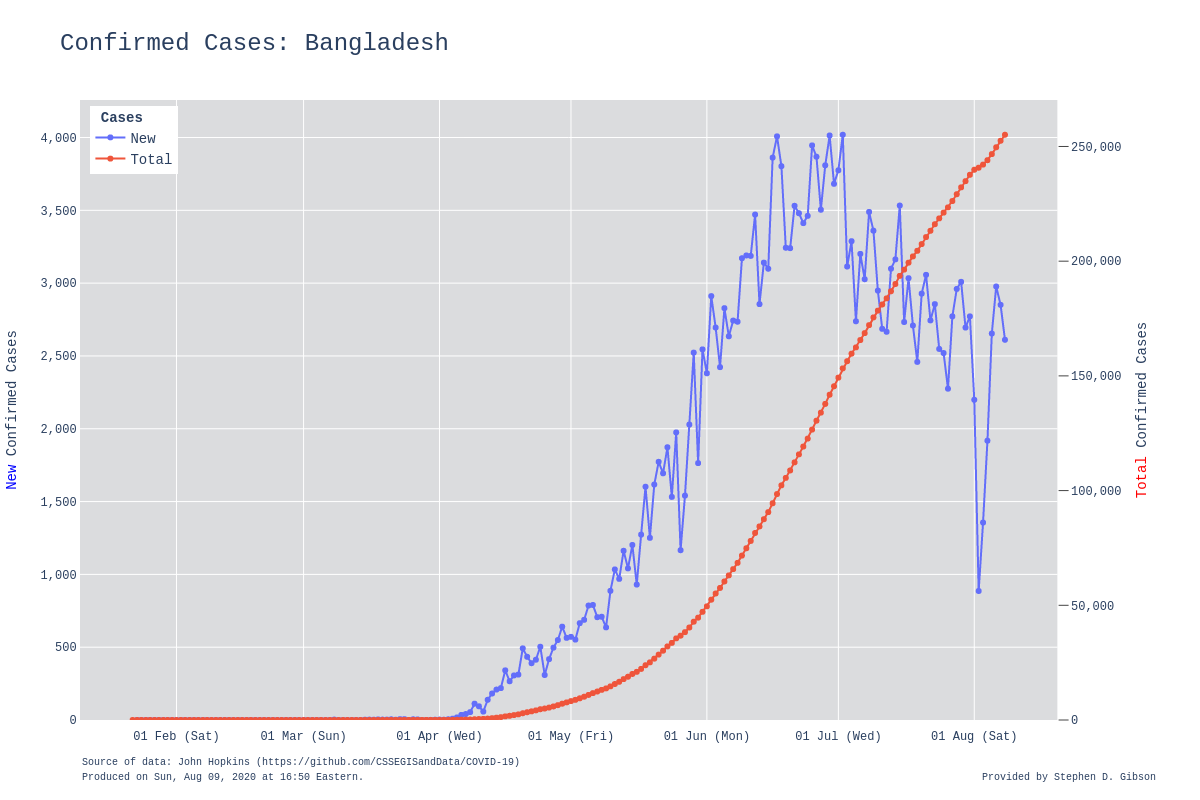 Confirmed Cases: Bangladesh
Cases
New
Total
4,000
3,500
3,000
2,500
2,000
1,500
1,000
500
0
250,000
200,000
150,000
100,000
50,000
0
New Confirmed Cases
Total Confirmed Cases
01 Feb (Sat) 01 Mar (Sun) 01 Apr (Wed) 01 May (Fri) 01 Jun (Mon) 01 Jul (Wed) 01 Aug (Sat)
Source of data: John Hopkins (https://github.com/CSSEGISandData/COVID-19)
Produced on Sun, Aug 09, 2020 at 16:50 Eastern.
Provided by Stephen D. Gibson